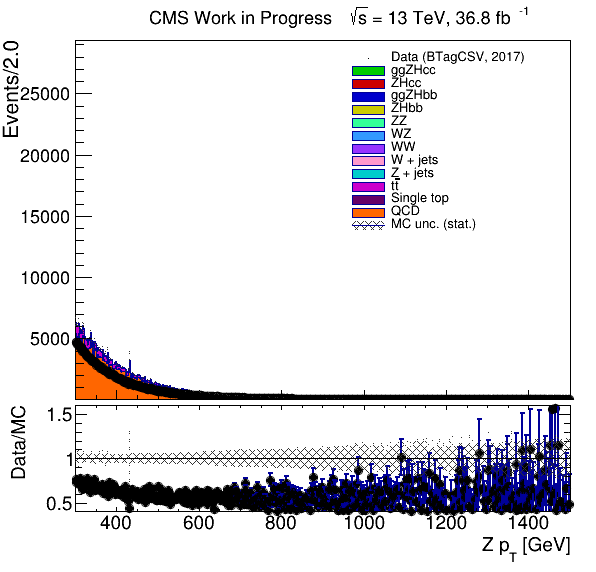 CMS Work in Progress √s = 13 TeV, 36.8 fb⁻¹
Events/2.0
25000
20000
15000
10000
5000
Data (BTagCSV, 2017)
ggZHcc
ZHcc
ggZHbb
ZHbb
ZZ
WZ
WW
W + jets
Z + jets
tt̅
Single top
QCD
MC unc. (stat.)
Data/MC
1.5
1
0.5
400 600 800 1000 1200 1400
Z p_T [GeV]